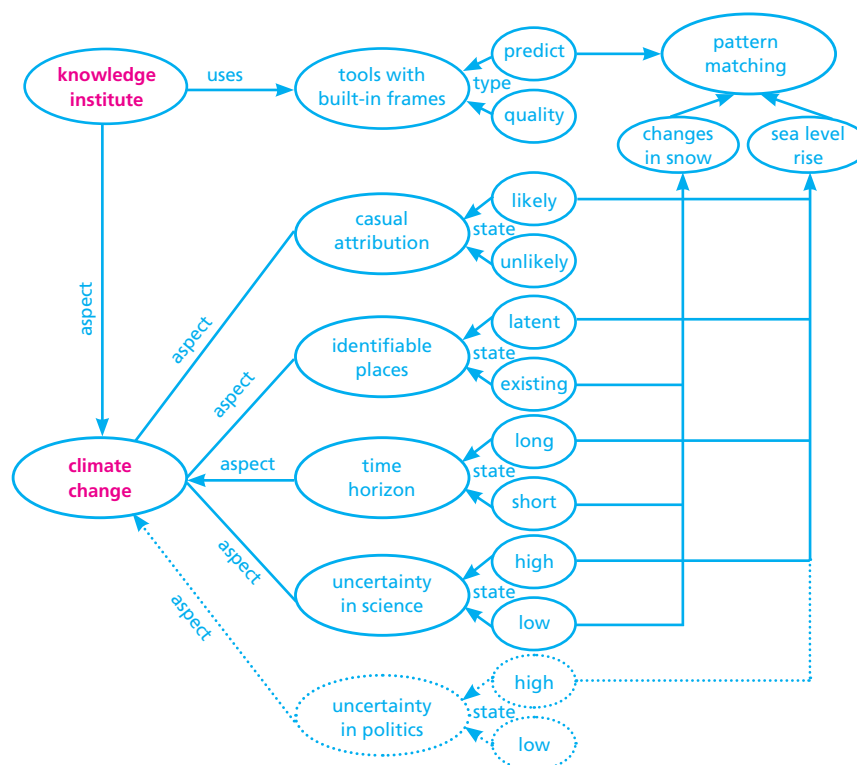 knowledge
institute
uses
tools with
built-in frames
predict
type
quality
pattern
matching
changes
in snow
sea level
rise
aspect
casual
attribution
likely
state
unlikely
aspect
identifiable
places
latent
state
existing
aspect
climate
change
aspect
time
horizon
long
state
short
aspect
uncertainty
in science
high
state
low
aspect
uncertainty
in politics
high
state
low